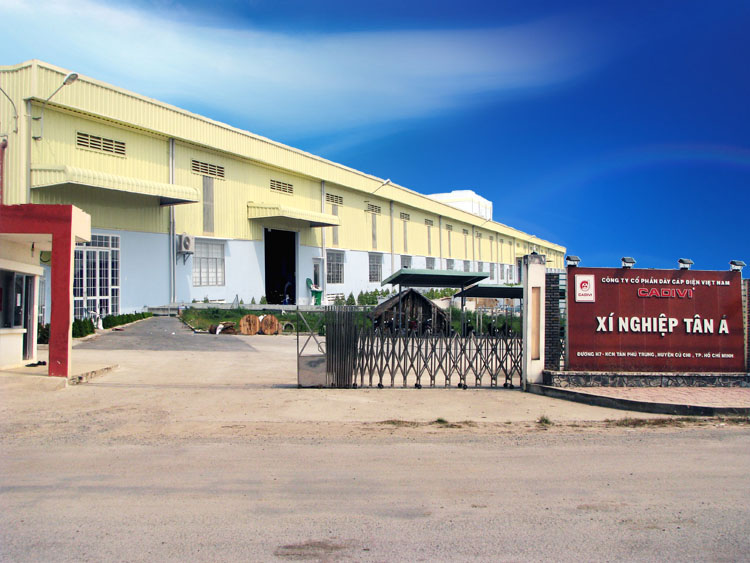 CÔNG TY CỔ PHẦN DÂY CÁP ĐIỆN VIỆT NAM
CADIVI
CADIVI
XÍ NGHIỆP TÂN A
ĐƯỜNG N7 - KCN TÂN PHÚ TRUNG, HUYỆN CỦ CHI, TP. HỒ CHÍ MINH